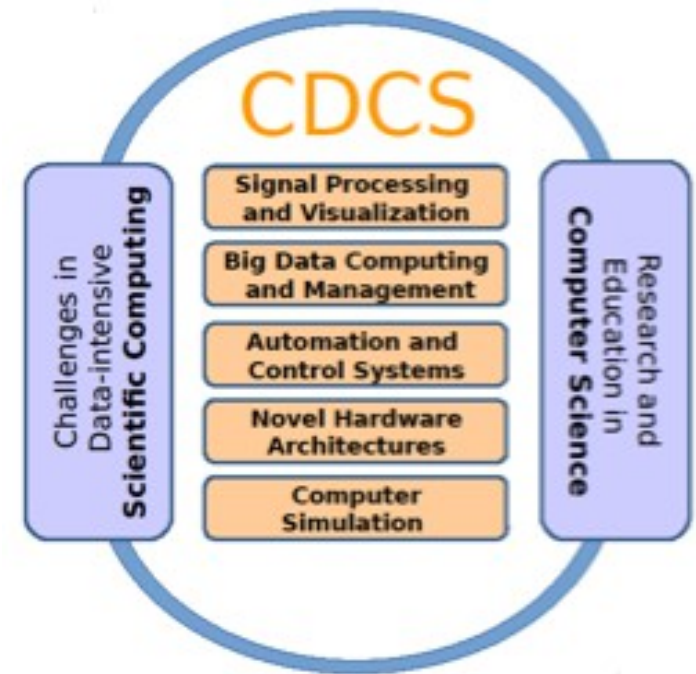 CDCS
Challenges in
Data-intensive
Scientific Computing
Signal Processing
and Visualization
Big Data Computing
and Management
Automation and
Control Systems
Novel Hardware
Architectures
Computer
Simulation
Research and
Education in
Computer Science